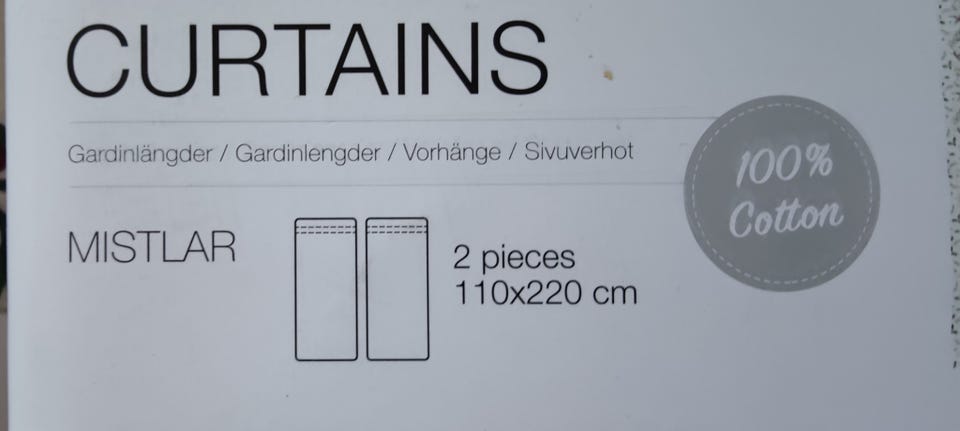 CURTAINS
Gardinlängder / Gardinlengder / Vorhänge / Sivuverhot
100%
Cotton
MISTLAR
2 pieces
110x220 cm